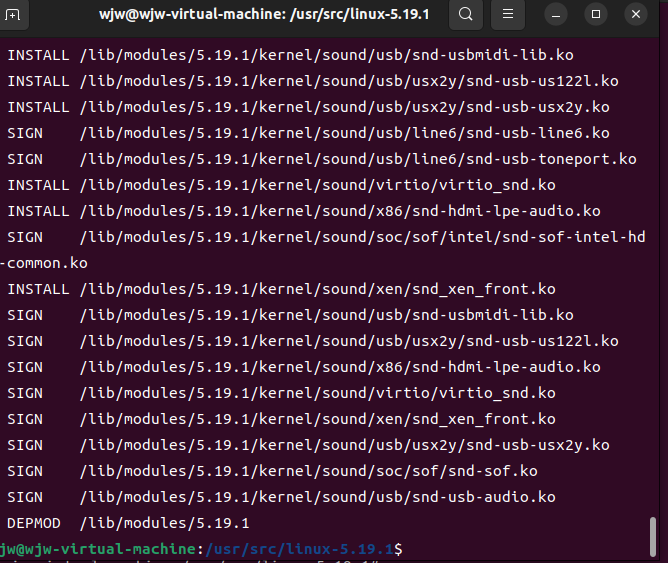 wjw@wjw-virtual-machine: /usr/src/linux-5.19.1
INSTALL /lib/modules/5.19.1/kernel/sound/usb/snd-usbmidi-lib.ko
INSTALL /lib/modules/5.19.1/kernel/sound/usb/usx2y/snd-usb-us122l.ko
INSTALL /lib/modules/5.19.1/kernel/sound/usb/usx2y/snd-usb-usx2y.ko
SIGN /lib/modules/5.19.1/kernel/sound/usb/line6/snd-usb-line6.ko
SIGN /lib/modules/5.19.1/kernel/sound/usb/line6/snd-usb-toneport.ko
INSTALL /lib/modules/5.19.1/kernel/sound/virtio/virtio_snd.ko
INSTALL /lib/modules/5.19.1/kernel/sound/x86/snd-hdmi-lpe-audio.ko
SIGN /lib/modules/5.19.1/kernel/sound/soc/sof/intel/snd-sof-intel-hd
-common.ko
INSTALL /lib/modules/5.19.1/kernel/sound/xen/snd_xen_front.ko
SIGN /lib/modules/5.19.1/kernel/sound/usb/snd-usbmidi-lib.ko
SIGN /lib/modules/5.19.1/kernel/sound/usb/usx2y/snd-usb-us122l.ko
SIGN /lib/modules/5.19.1/kernel/sound/x86/snd-hdmi-lpe-audio.ko
SIGN /lib/modules/5.19.1/kernel/sound/virtio/virtio_snd.ko
SIGN /lib/modules/5.19.1/kernel/sound/xen/snd_xen_front.ko
SIGN /lib/modules/5.19.1/kernel/sound/usb/usx2y/snd-usb-usx2y.ko
SIGN /lib/modules/5.19.1/kernel/sound/soc/sof/snd-sof.ko
SIGN /lib/modules/5.19.1/kernel/sound/usb/snd-usb-audio.ko
DEPMOD /lib/modules/5.19.1
jw@wjw-virtual-machine:/usr/src/linux-5.19.1$